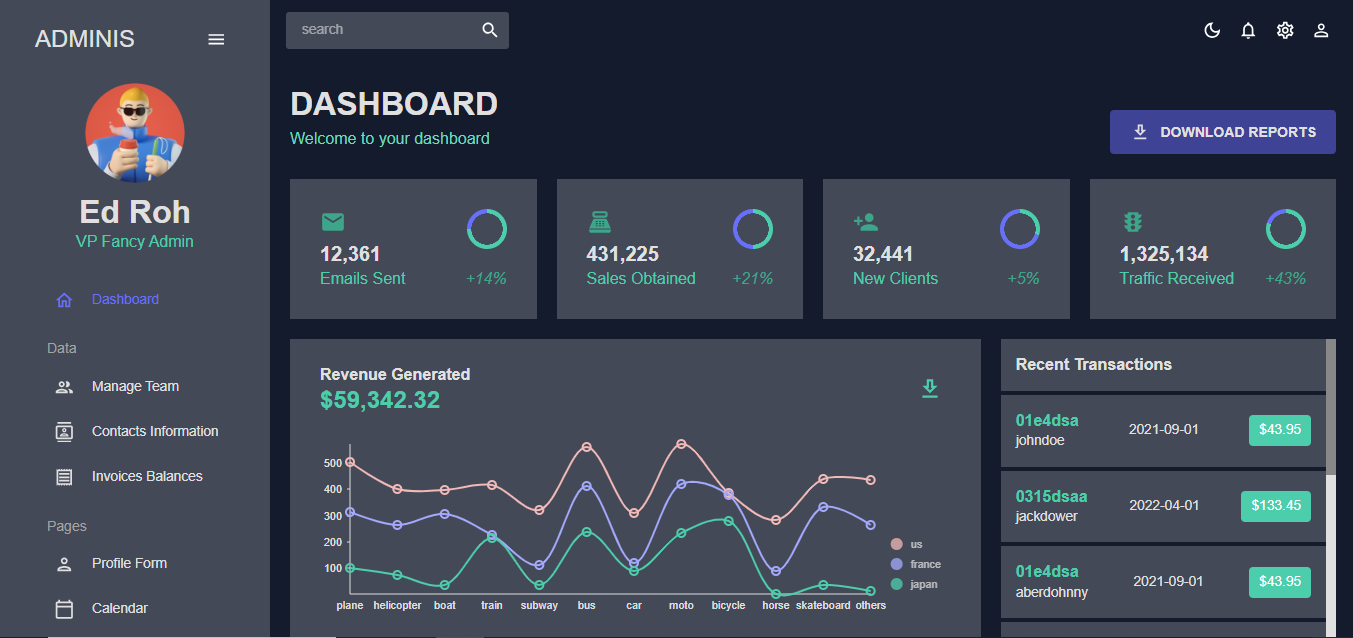 ADMINIS
Ed Roh
VP Fancy Admin
Dashboard
Data
Manage Team
Contacts Information
Invoices Balances
Pages
Profile Form
Calendar
search
DASHBOARD
Welcome to your dashboard
DOWNLOAD REPORTS
12,361
Emails Sent +14%
431,225
Sales Obtained +21%
32,441
New Clients +5%
1,325,134
Traffic Received +43%
Revenue Generated
$59,342.32
500
400
300
200
100
plane helicopter boat train subway bus car moto bicycle horse skateboard others
us
france
japan
Recent Transactions
01e4dsa
johndoe
2021-09-01
$43.95
0315dsaa
jackdower
2022-04-01
$133.45
01e4dsa
aberdohnny
2021-09-01
$43.95